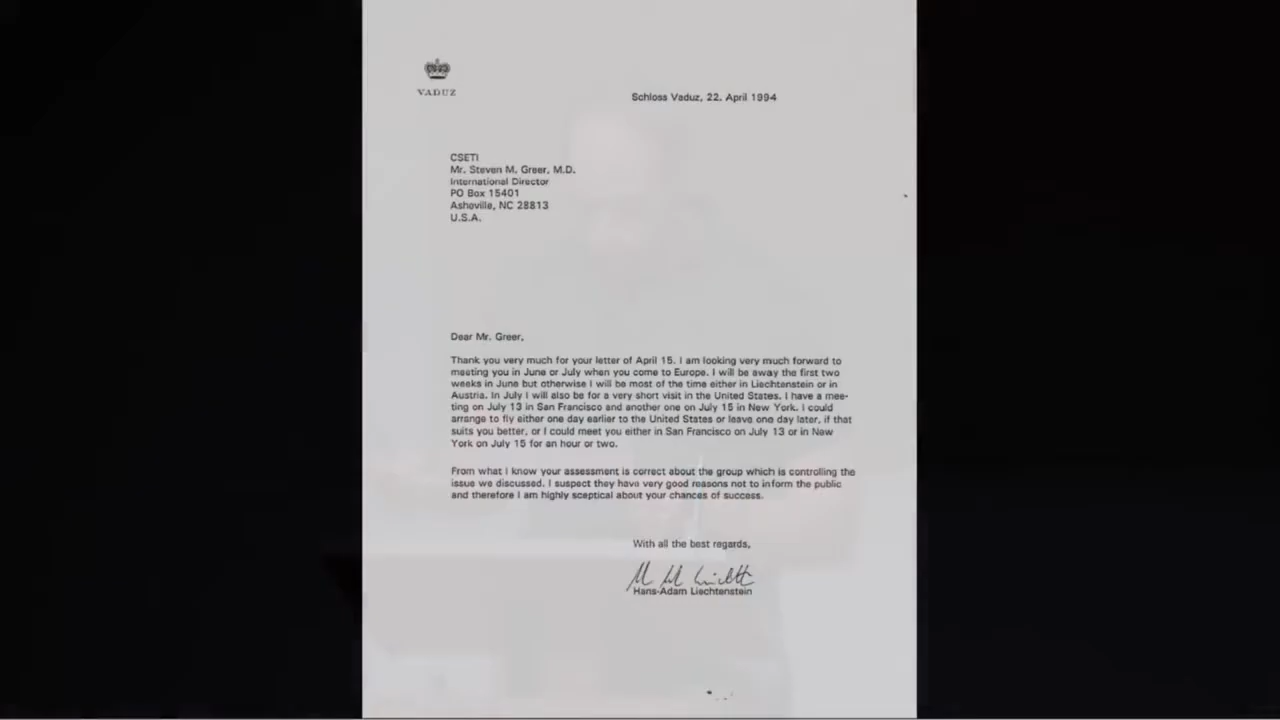 VADUZ
Schloss Vaduz, 22. April 1994
CSETI
Mr. Steven M. Greer, M.D.
International Director
PO Box 15401
Asheville, NC 28813
U.S.A.
Dear Mr. Greer,
Thank you very much for your letter of April 15. I am looking very much forward to
meeting you in June or July when you come to Europe. I will be away the first two
weeks in June but otherwise I will be most of the time either in Liechtenstein or in
Austria. In July I will also be for a very short visit in the United States. I have a mee-
ting on July 13 in San Francisco and another one on July 15 in New York. I could
arrange to fly either one day earlier to the United States or leave one day later, if that
suits you better, or I could meet you either in San Francisco on July 13 or in New
York on July 15 for an hour or two.
From what I know your assessment is correct about the group which is controlling the
issue we discussed. I suspect they have very good reasons not to inform the public
and therefore I am highly sceptical about your chances of success.
With all the best regards,
Hans-Adam Liechtenstein